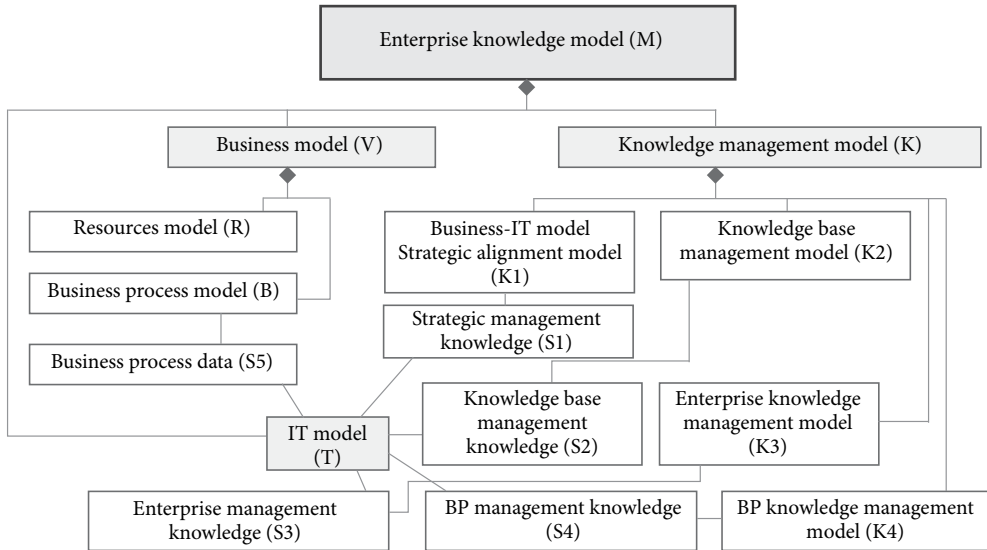 Enterprise knowledge model (M)
Business model (V)
Knowledge management model (K)
Resources model (R)
Business-IT model
Strategic alignment model
(K1)
Knowledge base
management model (K2)
Business process model (B)
Strategic management
knowledge (S1)
Business process data (S5)
Knowledge base
management
knowledge (S2)
Enterprise knowledge
management model
(K3)
IT model
(T)
Enterprise management
knowledge (S3)
BP management knowledge
(S4)
BP knowledge management
model (K4)